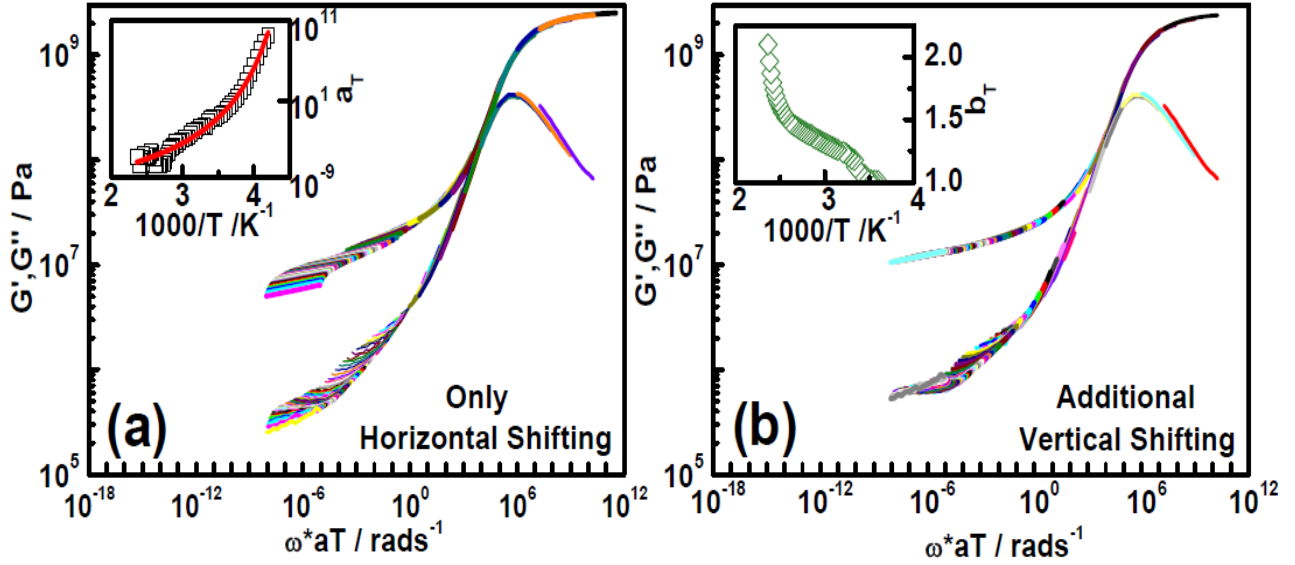 10^11
10^9
10^1
a_T
10^-9
2 3 4
1000/T /K^-1
G',G'' / Pa
10^7
(a)
Only
Horizontal Shifting
10^5
10^-18 10^-12 10^-6 10^0 10^6 10^12
ω*aT / rads^-1
2.0
10^9
b_T
1.5
1.0
2 3 4
1000/T /K^-1
G',G'' / Pa
10^7
(b)
Additional
Vertical Shifting
10^5
10^-18 10^-12 10^-6 10^0 10^6 10^12
ω*aT / rads^-1